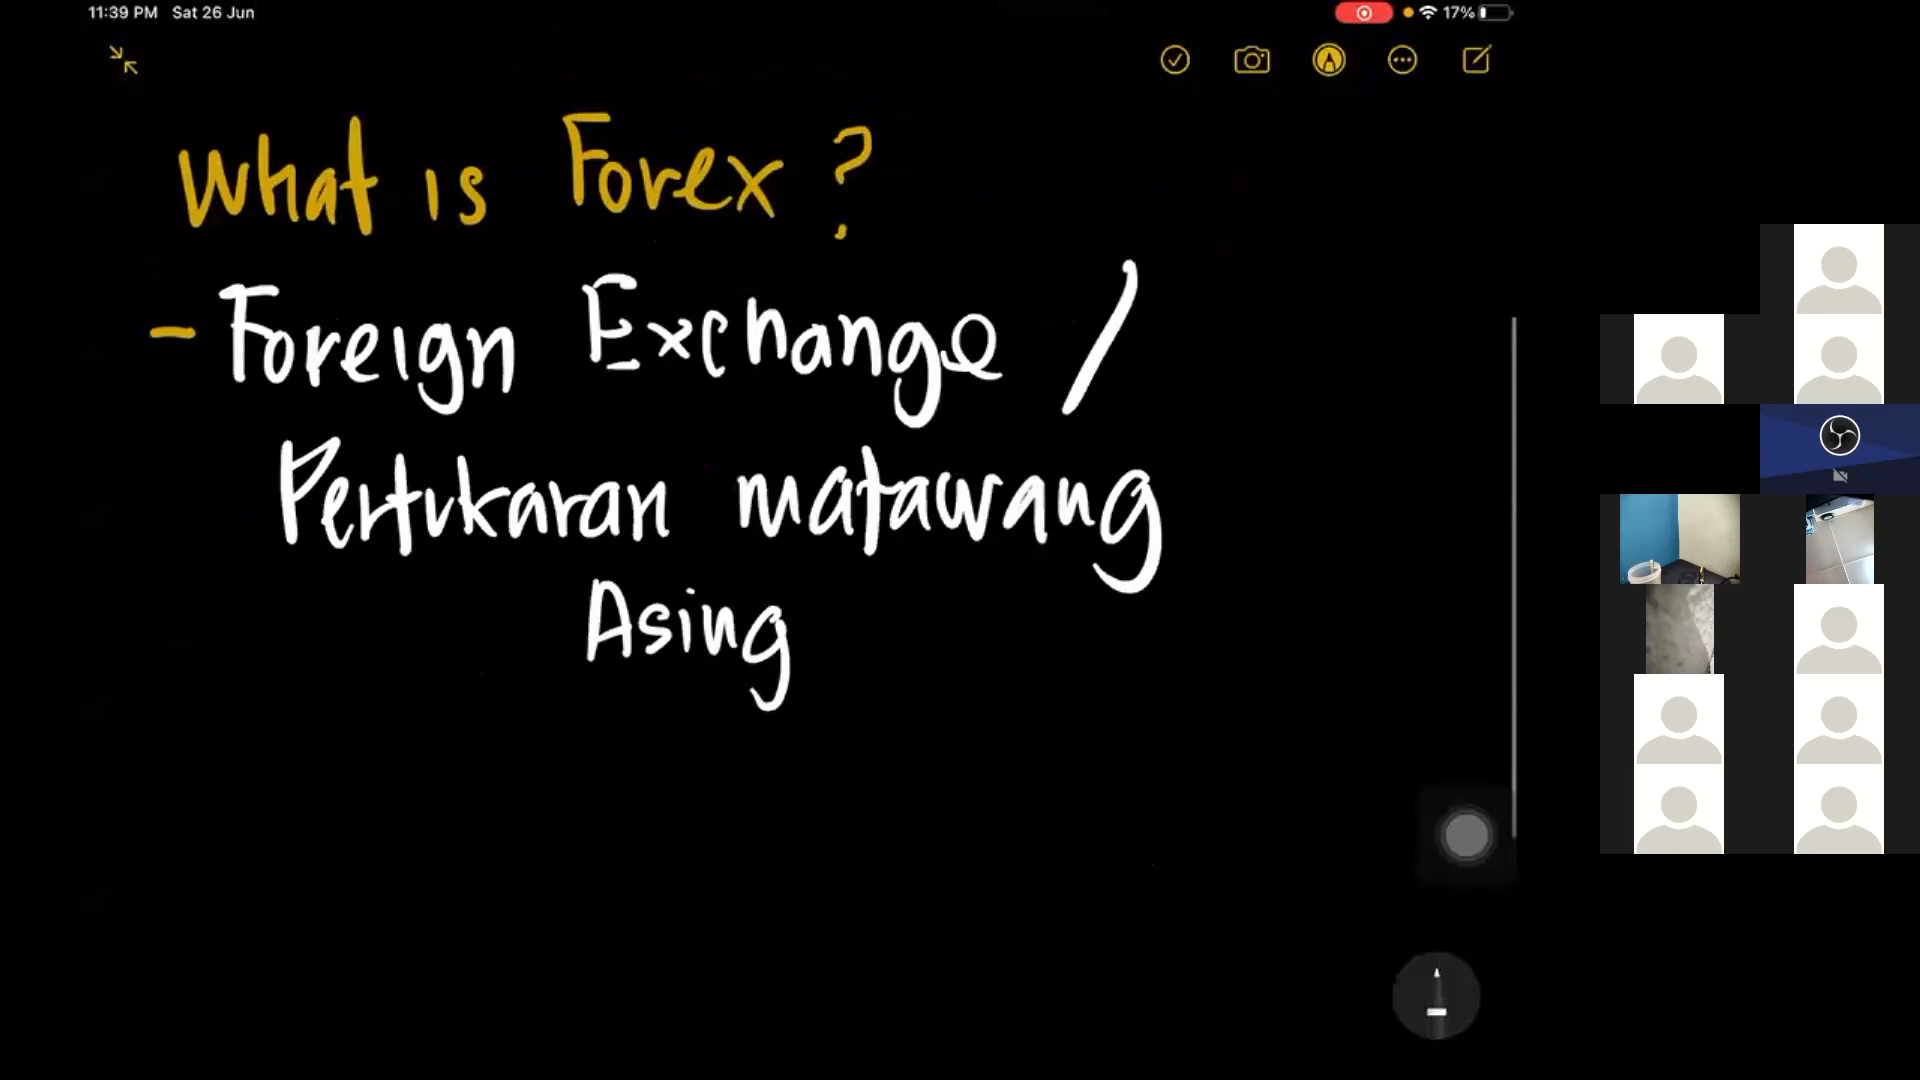 11:39 PM Sat 26 Jun
17%
What is Forex ?
- Foreign Exchange /
Pertukaran matawang
Asing